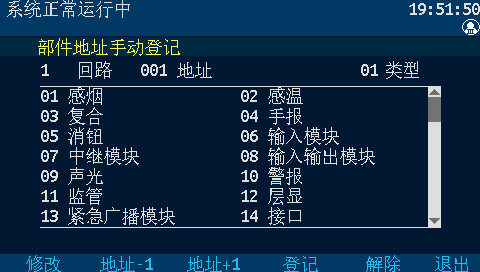 系统正常运行中 19:51:50
部件地址手动登记
1 回路 001 地址 01 类型
01 感烟 02 感温
03 复合 04 手报
05 消钮 06 输入模块
07 中继模块 08 输入输出模块
09 声光 10 警报
11 监管 12 层显
13 紧急广播模块 14 接口
修改 地址-1 地址+1 登记 解除 退出